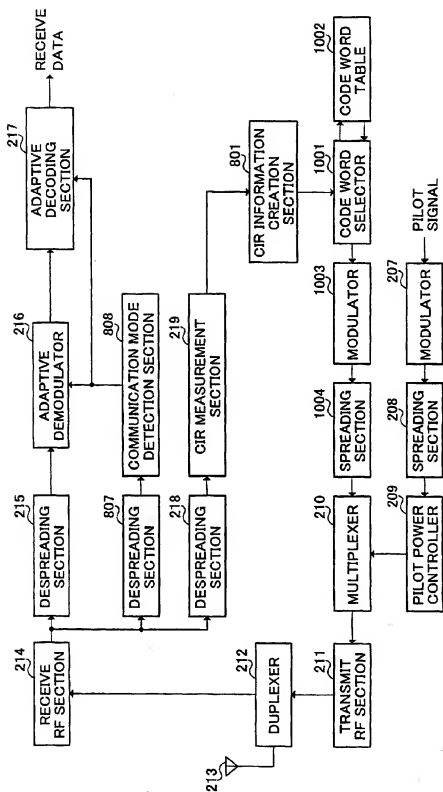 213
214
RECEIVE
RF SECTION
215
DESPREADING
SECTION
216
ADAPTIVE
DEMODULATOR
217
ADAPTIVE
DECODING
SECTION
RECEIVE
DATA
807
DESPREADING
SECTION
808
COMMUNICATION MODE
DETECTION SECTION
218
DESPREADING
SECTION
219
CIR MEASUREMENT
SECTION
212
DUPLEXER
801
CIR INFORMATION
CREATION
SECTION
211
TRANSMIT
RF SECTION
210
MULTIPLEXER
1004
SPREADING
SECTION
1003
MODULATOR
1001
CODE WORD
SELECTOR
1002
CODE WORD
TABLE
209
PILOT POWER
CONTROLLER
208
SPREADING
SECTION
207
MODULATOR
PILOT
SIGNAL